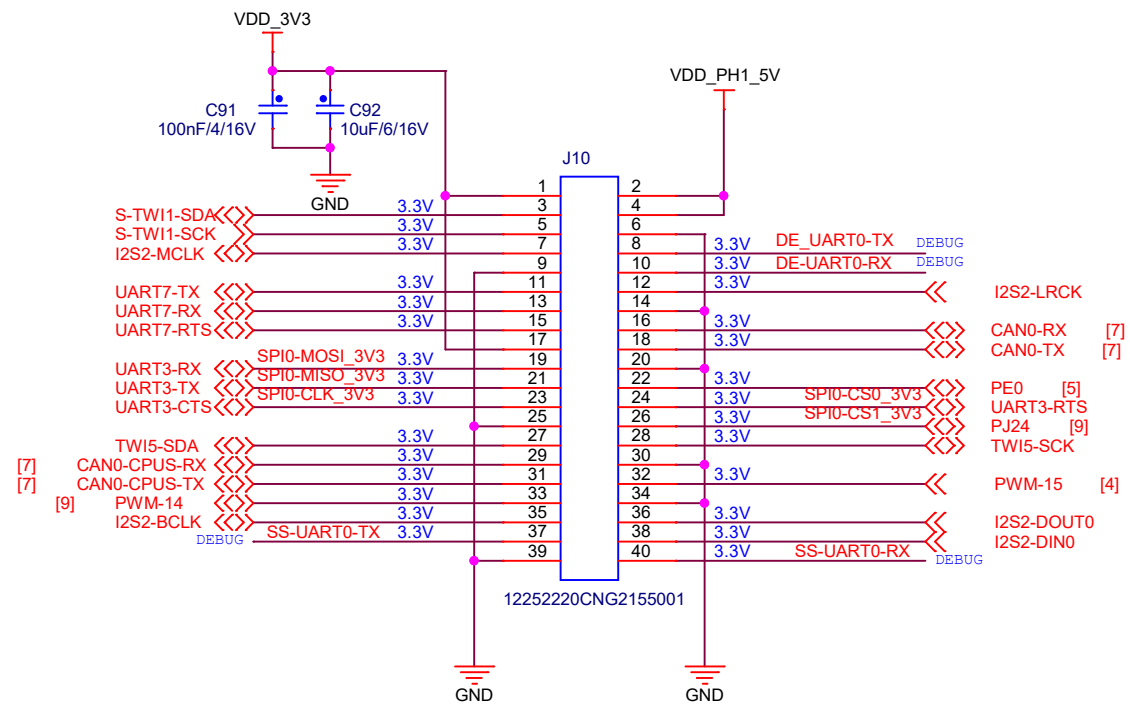 VDD_3V3
VDD_PH1_5V
C91
100nF/4/16V
C92
10uF/6/16V
GND
J10
1 2
S-TWI1-SDA 3.3V 3 4
S-TWI1-SCK 3.3V 5 6
I2S2-MCLK 3.3V 7 8 3.3V DE_UART0-TX DEBUG
9 10 3.3V DE-UART0-RX DEBUG
UART7-TX 3.3V 11 12 3.3V I2S2-LRCK
UART7-RX 3.3V 13 14
UART7-RTS 3.3V 15 16 3.3V CAN0-RX [7]
17 18 3.3V CAN0-TX [7]
UART3-RX SPI0-MOSI_3V3 3.3V 19 20
UART3-TX SPI0-MISO_3V3 3.3V 21 22 3.3V PE0 [5]
UART3-CTS SPI0-CLK_3V3 3.3V 23 24 3.3V SPI0-CS0_3V3 UART3-RTS
25 26 3.3V SPI0-CS1_3V3 PJ24 [9]
TWI5-SDA 3.3V 27 28 3.3V TWI5-SCK
[7] CAN0-CPUS-RX 3.3V 29 30
[7] CAN0-CPUS-TX 3.3V 31 32 3.3V PWM-15 [4]
[9] PWM-14 3.3V 33 34
I2S2-BCLK 3.3V 35 36 3.3V I2S2-DOUT0
DEBUG SS-UART0-TX 3.3V 37 38 3.3V I2S2-DIN0
39 40 3.3V SS-UART0-RX DEBUG
12252220CNG2155001
GND
GND